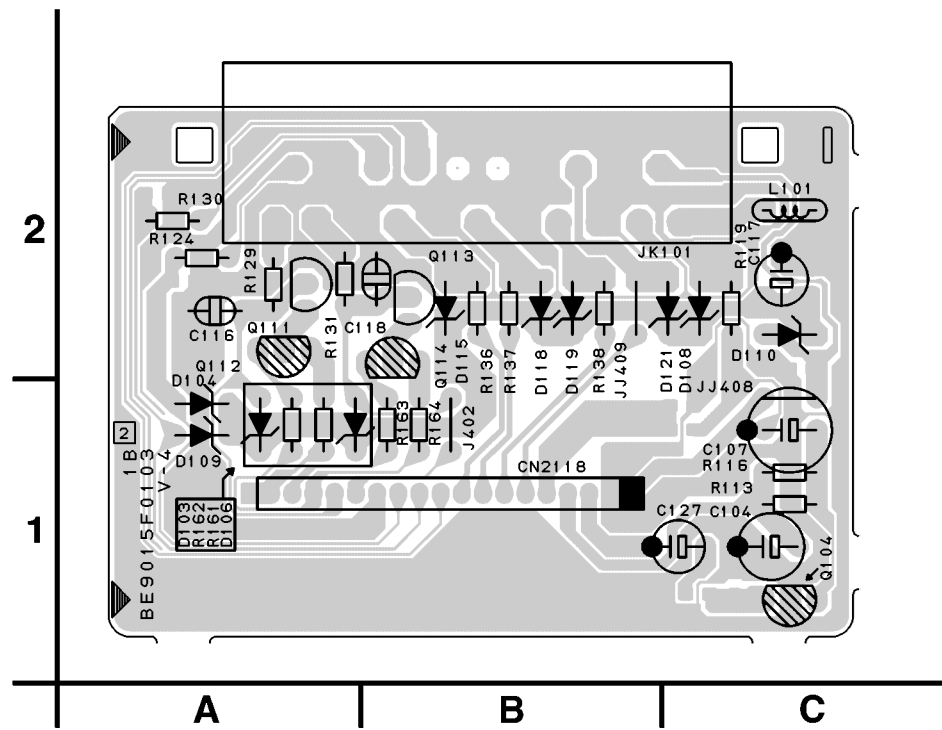 2
L101
R130
R124
R119
C117
Q113
JK101
R129
C116
Q111
R131
C118
D110
Q112
Q114
D115
R136
R137
D118
D119
R138
JJ409
D121
D108
JJ408
D104
D109
R163
R164
J402
2
C107
R116
CN2118
R113
C127
C104
Q104
D103
R162
R161
D106
BE9015F0103
1B
V-4
1
A
B
C